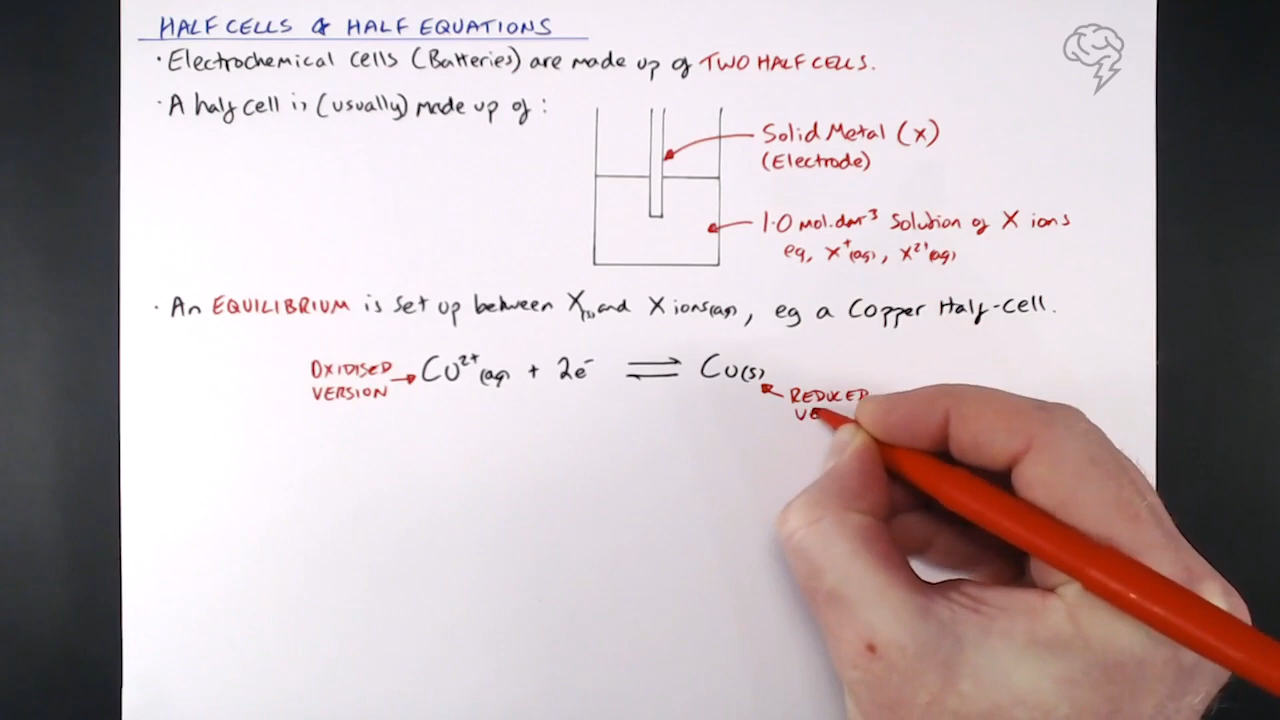 HALF CELLS & HALF EQUATIONS
· Electrochemical cells (Batteries) are made up of TWO HALF CELLS.
· A half cell is (usually) made up of :
Solid Metal (X)
(Electrode)
1.0 mol.dm⁻³ Solution of X ions
eg, X⁺(aq), X²⁺(aq)
· An EQUILIBRIUM is set up between X(s) and X ions(aq), eg a Copper Half-cell.
OXIDISED
VERSION
Cu²⁺(aq) + 2e⁻ ⇌ Cu(s)
REDUCED
VE